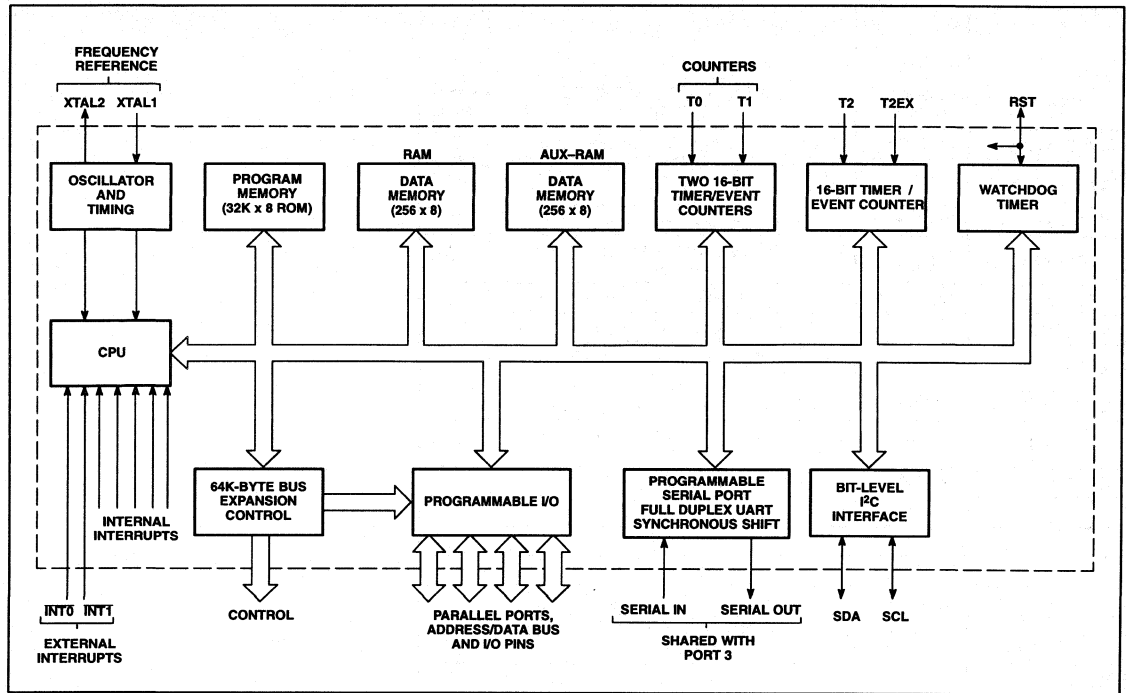 FREQUENCY
REFERENCE
XTAL2 XTAL1
COUNTERS
T0 T1
T2 T2EX
RST
OSCILLATOR
AND
TIMING
PROGRAM
MEMORY
(32K x 8 ROM)
RAM
DATA
MEMORY
(256 x 8)
AUX–RAM
DATA
MEMORY
(256 x 8)
TWO 16-BIT
TIMER/EVENT
COUNTERS
16-BIT TIMER /
EVENT COUNTER
WATCHDOG
TIMER
CPU
INTERNAL
INTERRUPTS
64K-BYTE BUS
EXPANSION
CONTROL
PROGRAMMABLE I/O
PROGRAMMABLE
SERIAL PORT
FULL DUPLEX UART
SYNCHRONOUS SHIFT
BIT-LEVEL
I²C
INTERFACE
INT0 INT1
EXTERNAL
INTERRUPTS
CONTROL
PARALLEL PORTS,
ADDRESS/DATA BUS
AND I/O PINS
SERIAL IN SERIAL OUT
SHARED WITH
PORT 3
SDA SCL